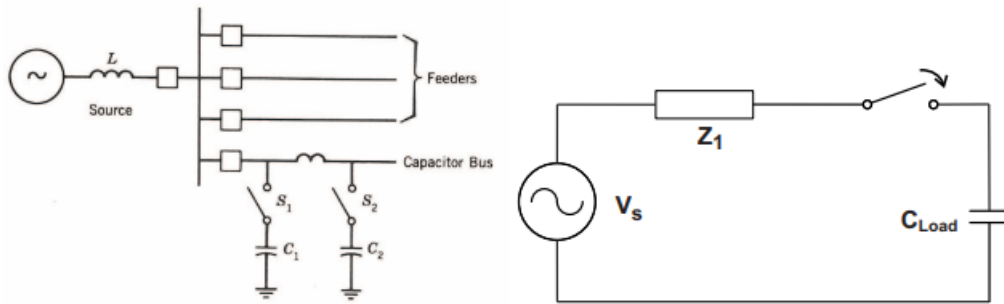 L
Source
Feeders
Capacitor Bus
S1
S2
C1
C2
Z1
Vs
CLoad